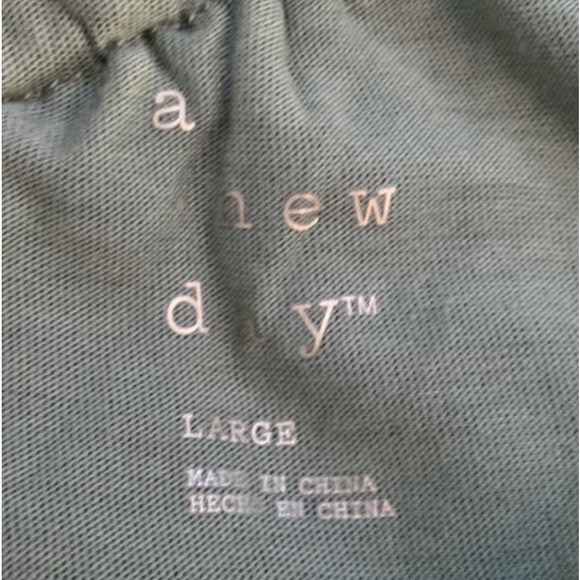 a
new
day™
LARGE
MADE IN CHINA
HECHO EN CHINA